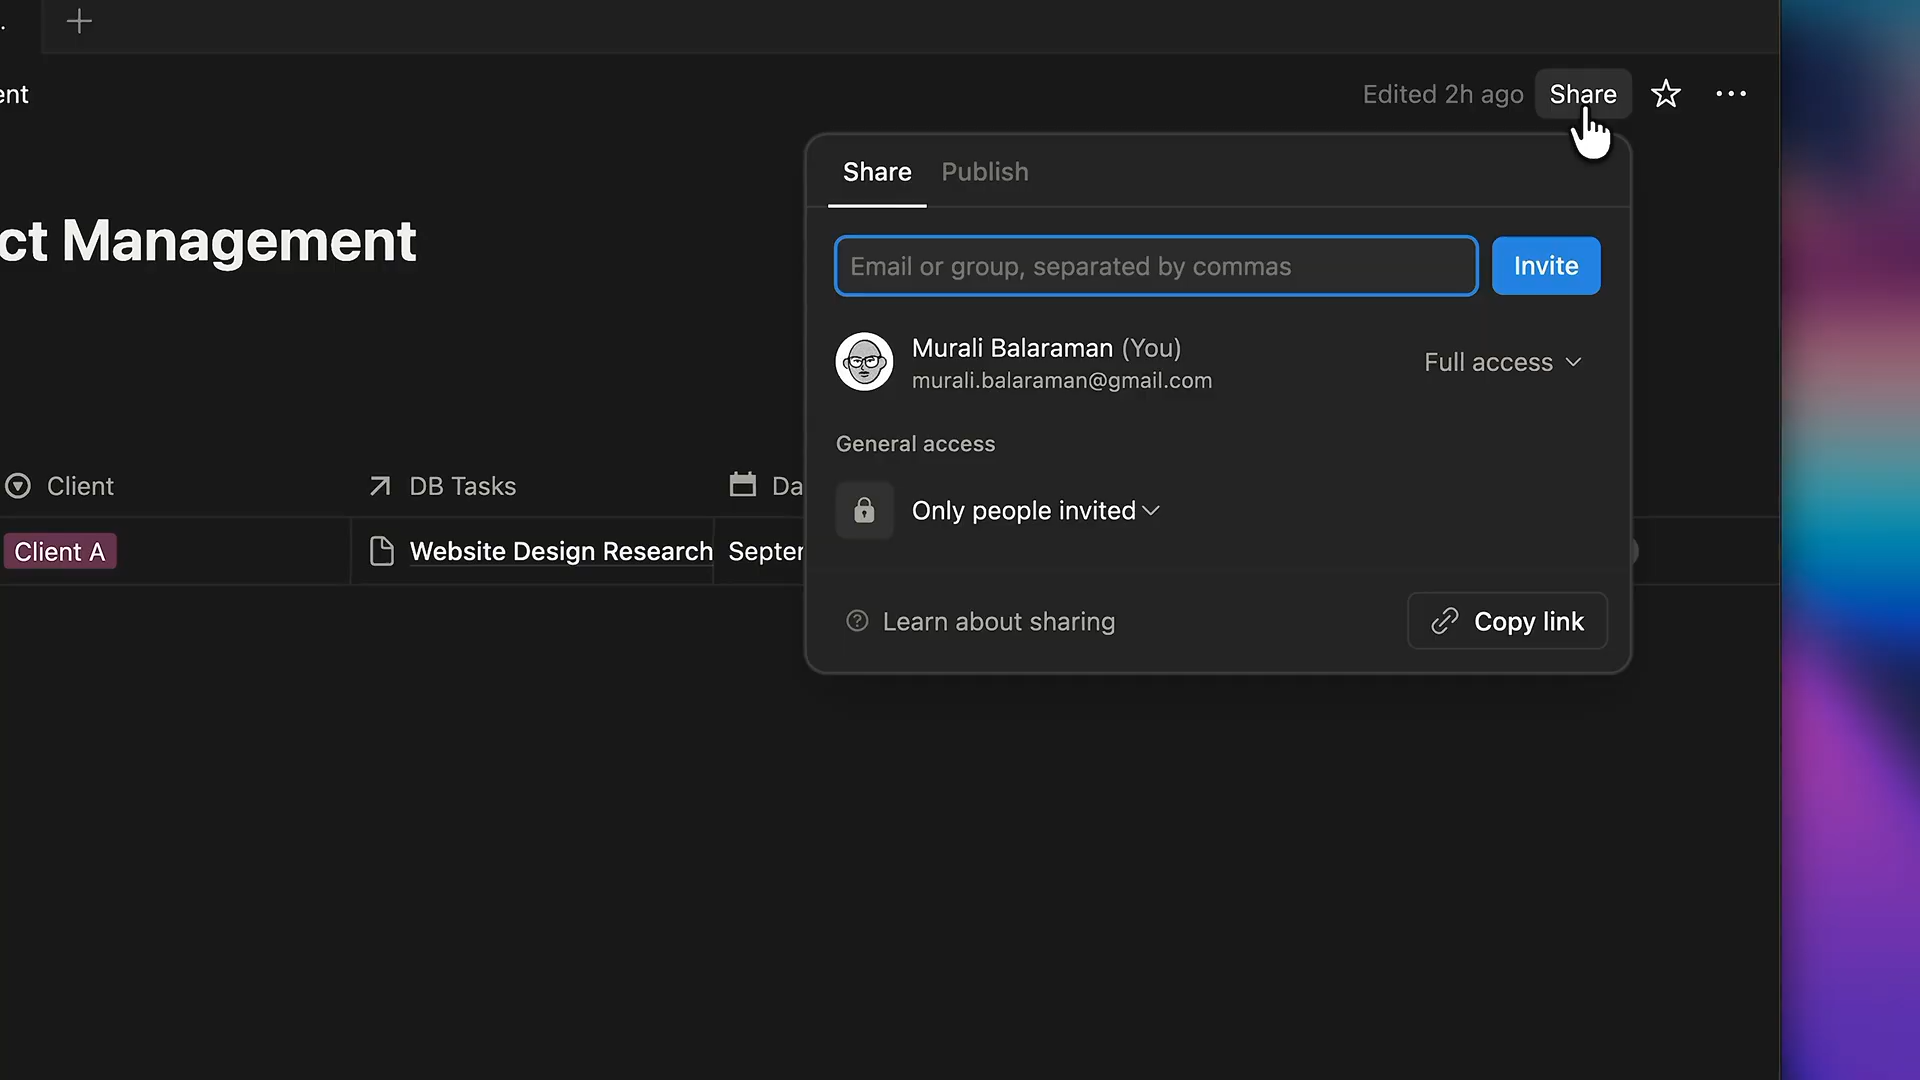 ent
Edited 2h ago
Share
ct Management
Share
Publish
Email or group, separated by commas
Invite
Murali Balaraman (You)
murali.balaraman@gmail.com
Full access
General access
Only people invited
Learn about sharing
Copy link
Client
DB Tasks
Da
Client A
Website Design Research
Septer